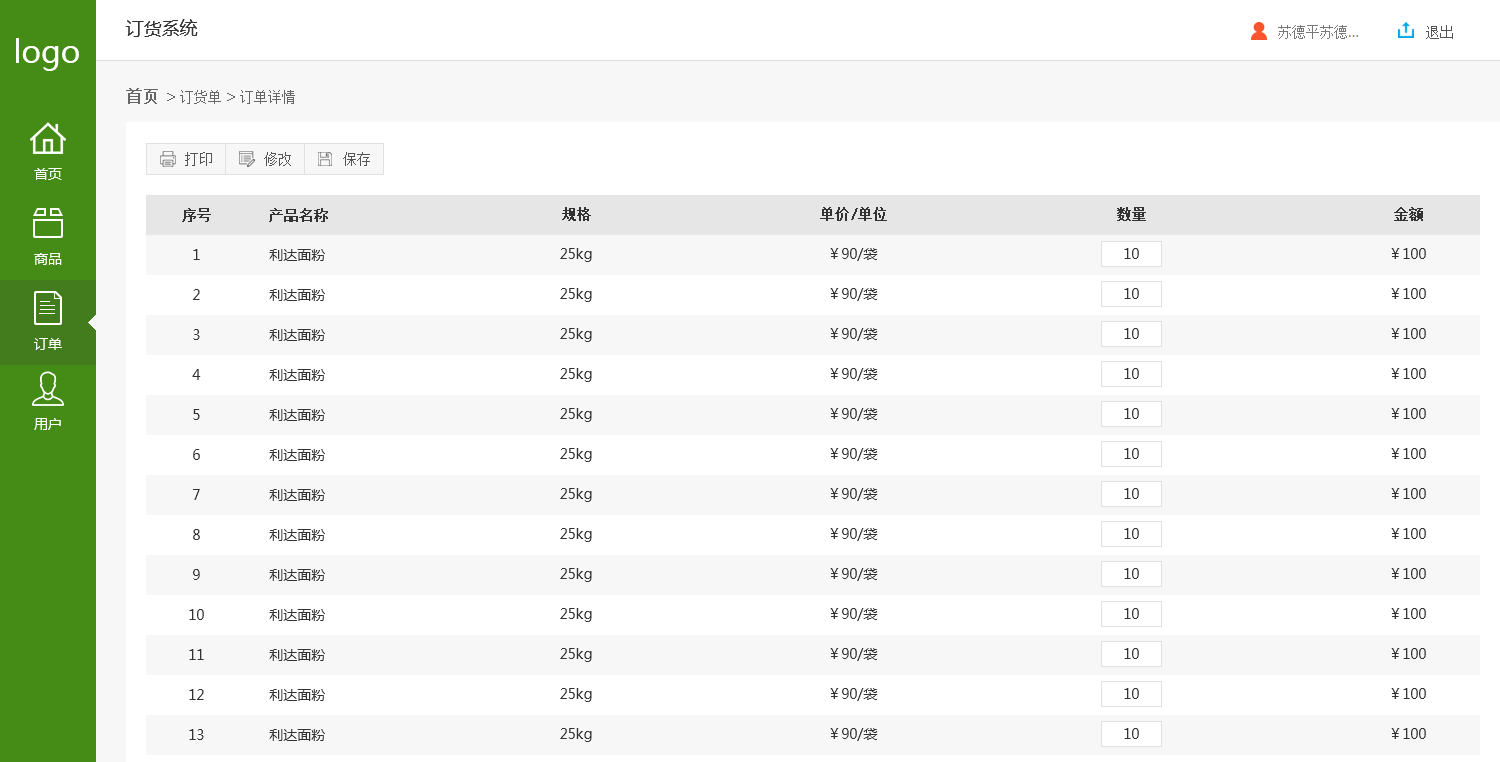 logo
订货系统
苏德平苏德... 退出
首页 > 订货单 > 订单详情
首页
商品
订单
用户
打印 修改 保存
序号 产品名称 规格 单价/单位 数量 金额
1 利达面粉 25kg ¥90/袋 10 ¥100
2 利达面粉 25kg ¥90/袋 10 ¥100
3 利达面粉 25kg ¥90/袋 10 ¥100
4 利达面粉 25kg ¥90/袋 10 ¥100
5 利达面粉 25kg ¥90/袋 10 ¥100
6 利达面粉 25kg ¥90/袋 10 ¥100
7 利达面粉 25kg ¥90/袋 10 ¥100
8 利达面粉 25kg ¥90/袋 10 ¥100
9 利达面粉 25kg ¥90/袋 10 ¥100
10 利达面粉 25kg ¥90/袋 10 ¥100
11 利达面粉 25kg ¥90/袋 10 ¥100
12 利达面粉 25kg ¥90/袋 10 ¥100
13 利达面粉 25kg ¥90/袋 10 ¥100